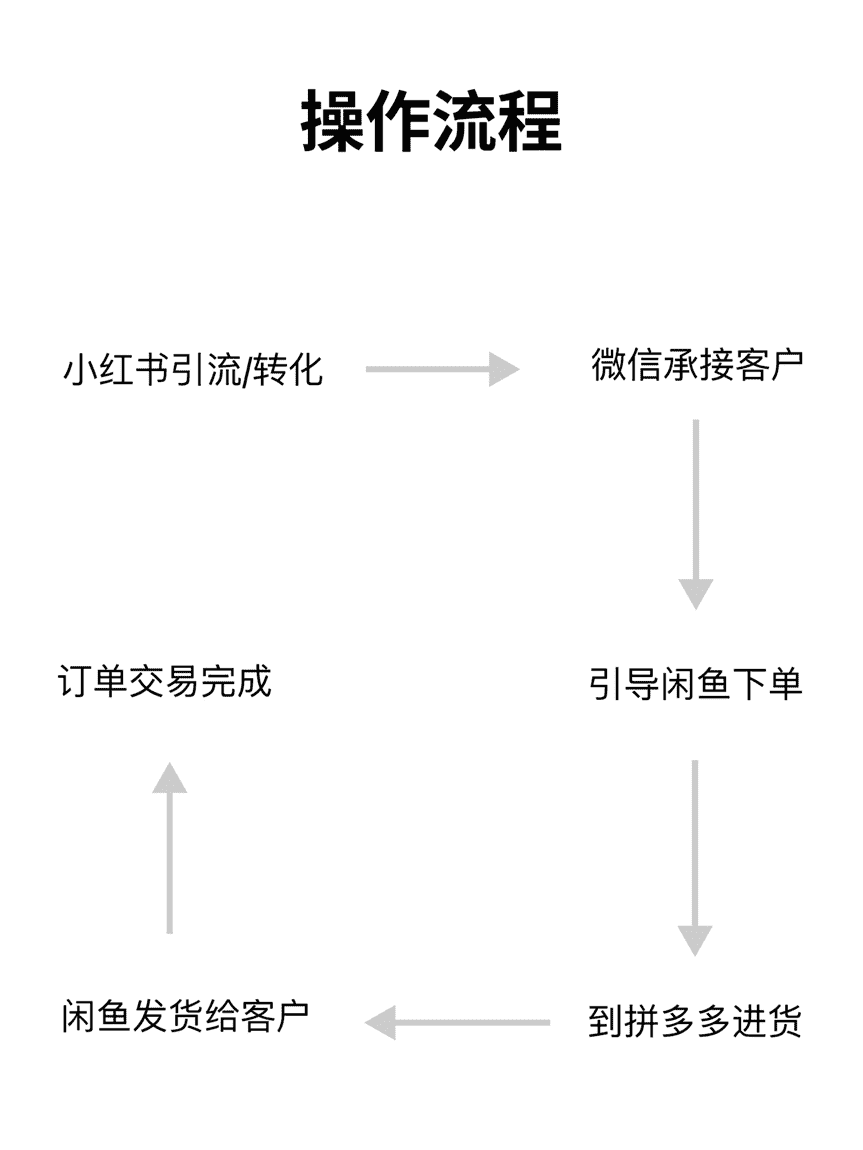 操作流程
小红书引流/转化
微信承接客户
引导闲鱼下单
到拼多多进货
闲鱼发货给客户
订单交易完成